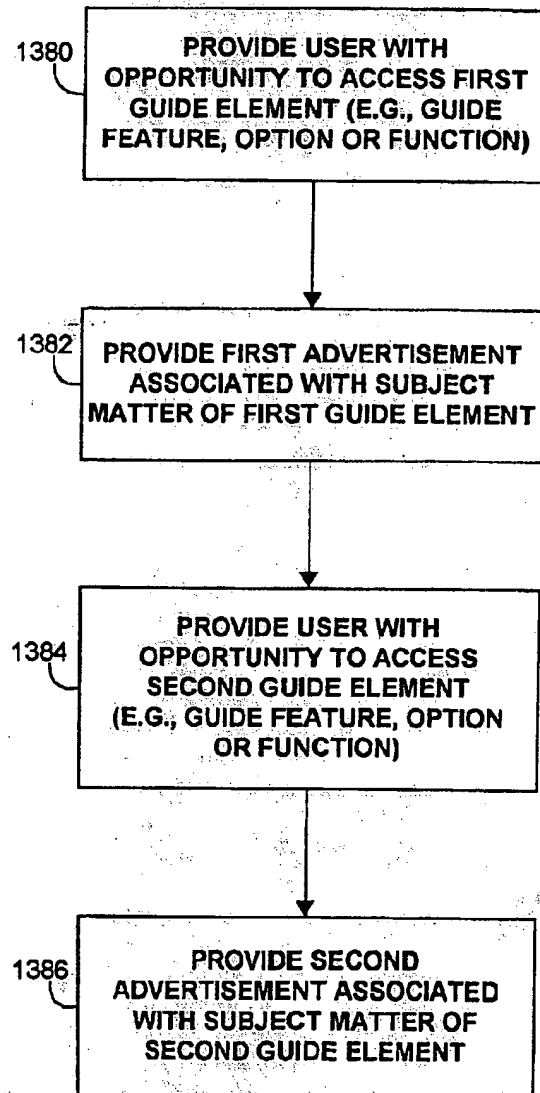 1380
PROVIDE USER WITH
OPPORTUNITY TO ACCESS FIRST
GUIDE ELEMENT (E.G., GUIDE
FEATURE, OPTION OR FUNCTION)
1382
PROVIDE FIRST ADVERTISEMENT
ASSOCIATED WITH SUBJECT
MATTER OF FIRST GUIDE ELEMENT
1384
PROVIDE USER WITH
OPPORTUNITY TO ACCESS
SECOND GUIDE ELEMENT
(E.G., GUIDE FEATURE, OPTION
OR FUNCTION)
1386
PROVIDE SECOND
ADVERTISEMENT ASSOCIATED
WITH SUBJECT MATTER OF
SECOND GUIDE ELEMENT